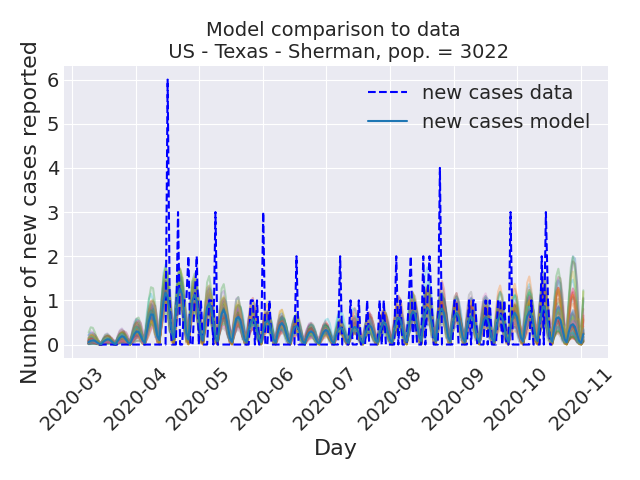 Model comparison to data
US - Texas - Sherman, pop. = 3022
new cases data
new cases model
Number of new cases reported
6
5
4
3
2
1
0
2020-03
2020-04
2020-05
2020-06
2020-07
2020-08
2020-09
2020-10
2020-11
Day